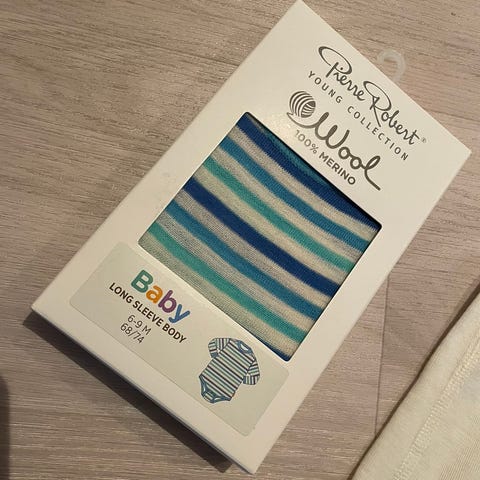 Pierre Robert®
YOUNG COLLECTION
Wool
100% MERINO
Baby
LONG SLEEVE BODY
6-9 M
68/74